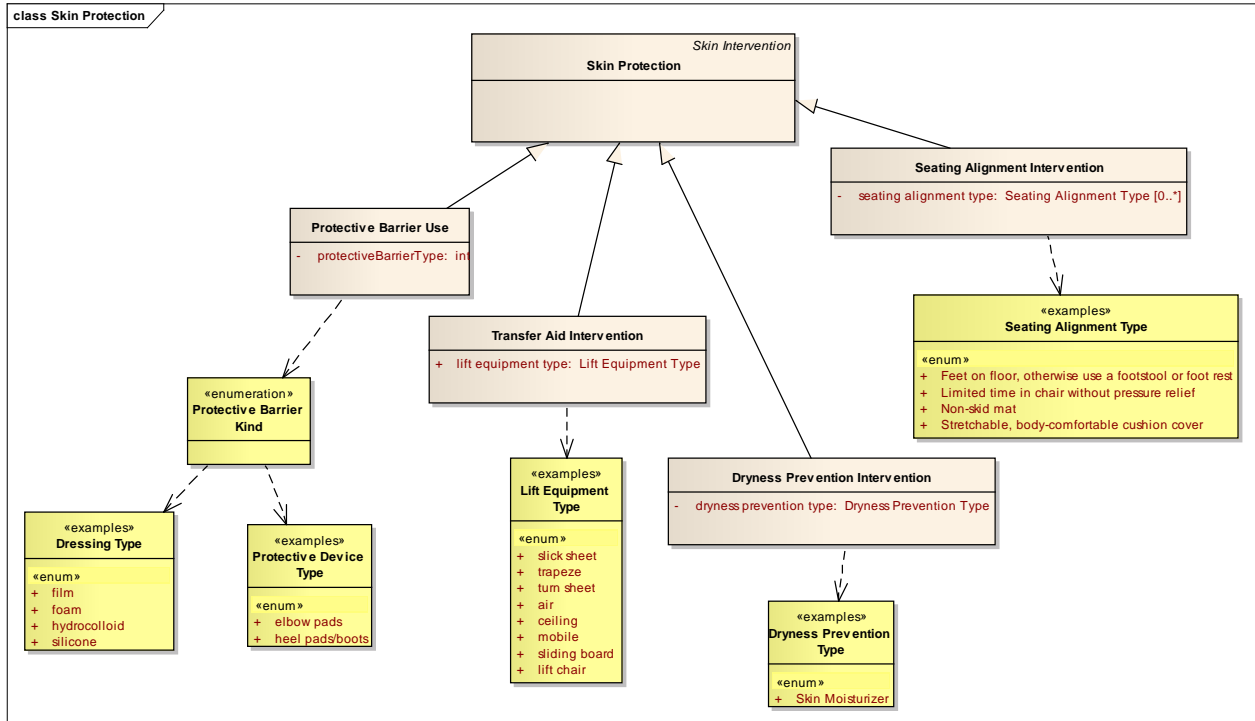 class Skin Protection
Skin Intervention
Skin Protection
Seating Alignment Intervention
- seating alignment type: Seating Alignment Type [0..*]
Protective Barrier Use
- protectiveBarrierType: int
«examples»
Seating Alignment Type
«enum»
+ Feet on floor, otherwise use a footstool or foot rest
+ Limited time in chair without pressure relief
+ Non-skid mat
+ Stretchable, body-comfortable cushion cover
Transfer Aid Intervention
+ lift equipment type: Lift Equipment Type
«enumeration»
Protective Barrier
Kind
«examples»
Lift Equipment
Type
«enum»
+ slick sheet
+ trapeze
+ turn sheet
+ air
+ ceiling
+ mobile
+ sliding board
+ lift chair
Dryness Prevention Intervention
- dryness prevention type: Dryness Prevention Type
«examples»
Dressing Type
«enum»
+ film
+ foam
+ hydrocolloid
+ silicone
«examples»
Protective Device
Type
«enum»
+ elbow pads
+ heel pads/boots
«examples»
Dryness Prevention
Type
«enum»
+ Skin Moisturizer